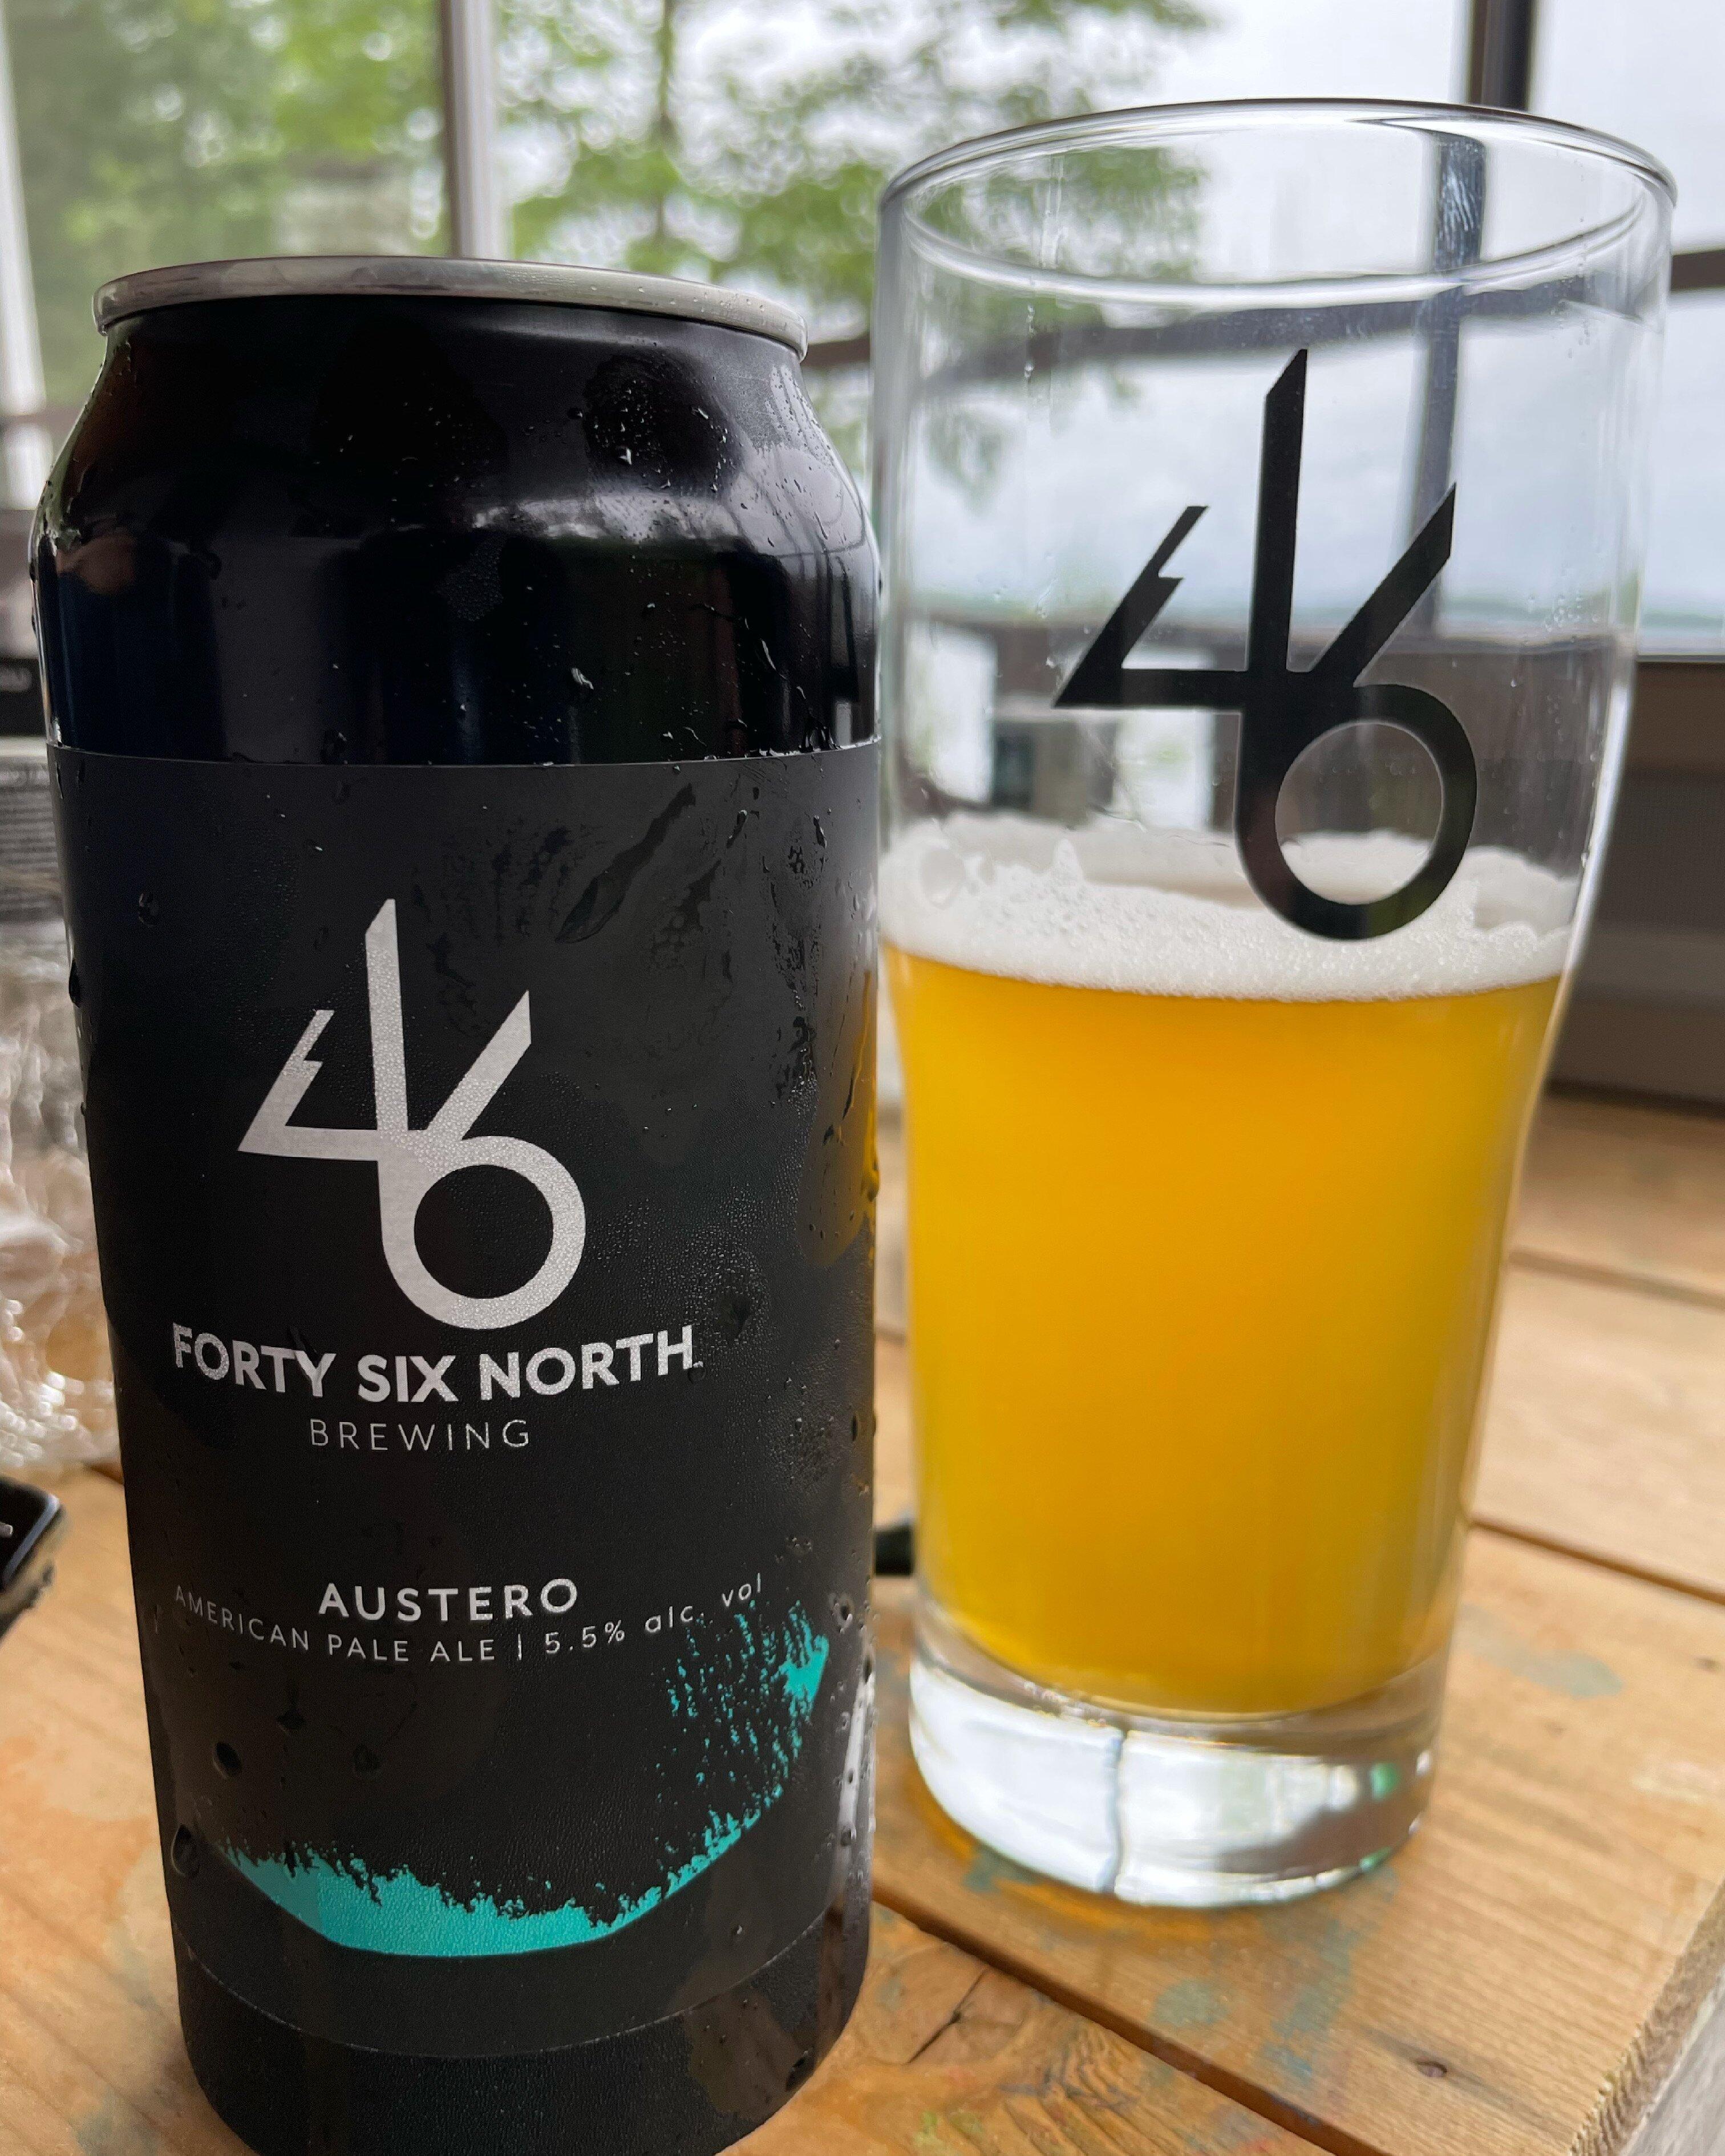 46
FORTY SIX NORTH
BREWING
AUSTERO
AMERICAN PALE ALE | 5.5% alc. vol
46